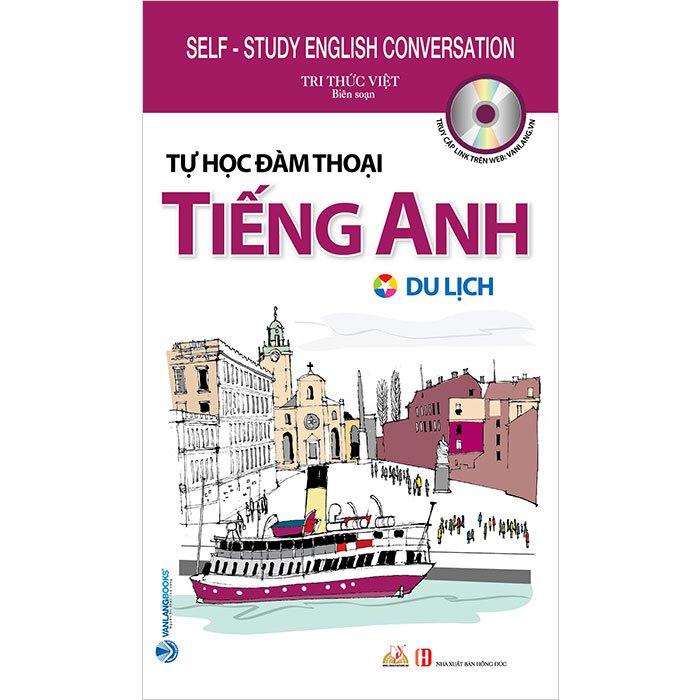 SELF - STUDY ENGLISH CONVERSATION
TRI THỨC VIỆT
Biên soạn
TRUY CẬP LINK TRÊN WEB: VANLANG.VN
TỰ HỌC ĐÀM THOẠI
TIẾNG ANH
DU LỊCH
VANLANGBOOKS
H
NHÀ XUẤT BẢN HỒNG ĐỨC